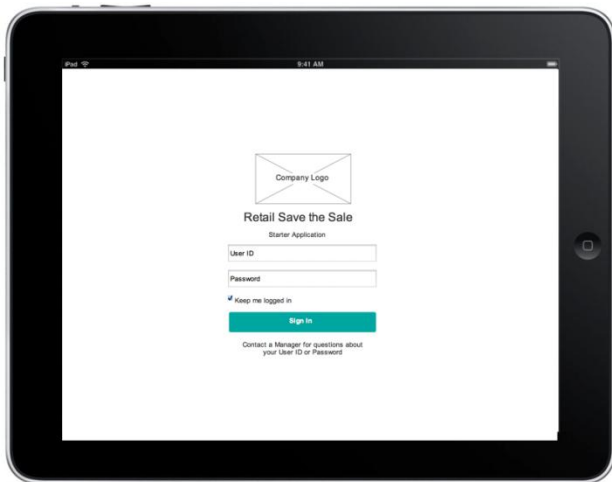 iPad
9:41 AM
Company Logo
Retail Save the Sale
Starter Application
User ID
Password
Keep me logged in
Sign In
Contact a Manager for questions about
your User ID or Password